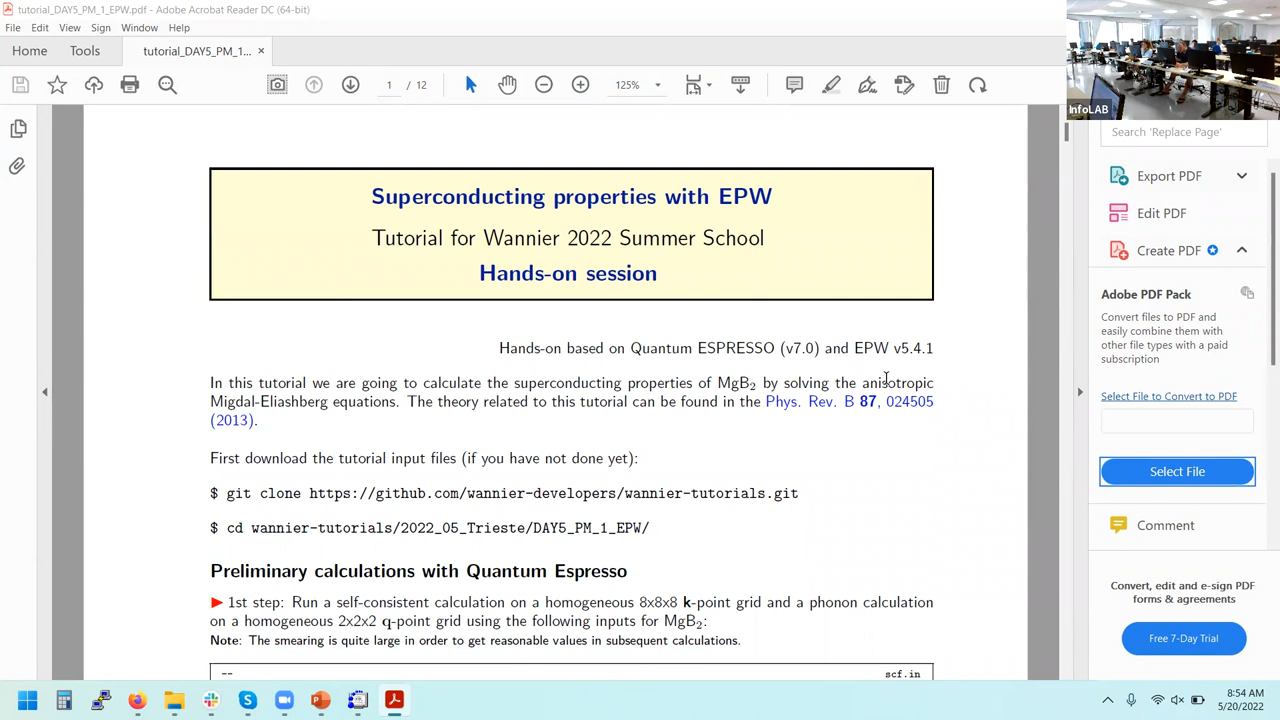 tutorial_DAY5_PM_1_EPW.pdf - Adobe Acrobat Reader DC (64-bit)
File Edit View Sign Window Help
Home Tools tutorial_DAY5_PM_1... ×
1 / 12 125%
InfoLAB
Search 'Replace Page'
Export PDF
Edit PDF
Create PDF
Adobe PDF Pack
Convert files to PDF and
easily combine them with
other file types with a paid
subscription
Select File to Convert to PDF
Select File
Comment
Convert, edit and e-sign PDF
forms & agreements
Free 7-Day Trial
Superconducting properties with EPW
Tutorial for Wannier 2022 Summer School
Hands-on session
Hands-on based on Quantum ESPRESSO (v7.0) and EPW v5.4.1
In this tutorial we are going to calculate the superconducting properties of MgB₂ by solving the anisotropic
Migdal-Eliashberg equations. The theory related to this tutorial can be found in the Phys. Rev. B 87, 024505
(2013).
First download the tutorial input files (if you have not done yet):
$ git clone https://github.com/wannier-developers/wannier-tutorials.git
$ cd wannier-tutorials/2022_05_Trieste/DAY5_PM_1_EPW/
Preliminary calculations with Quantum Espresso
► 1st step: Run a self-consistent calculation on a homogeneous 8x8x8 k-point grid and a phonon calculation
on a homogeneous 2x2x2 q-point grid using the following inputs for MgB₂:
Note: The smearing is quite large in order to get reasonable values in subsequent calculations.
-- scf.in
8:54 AM
5/20/2022